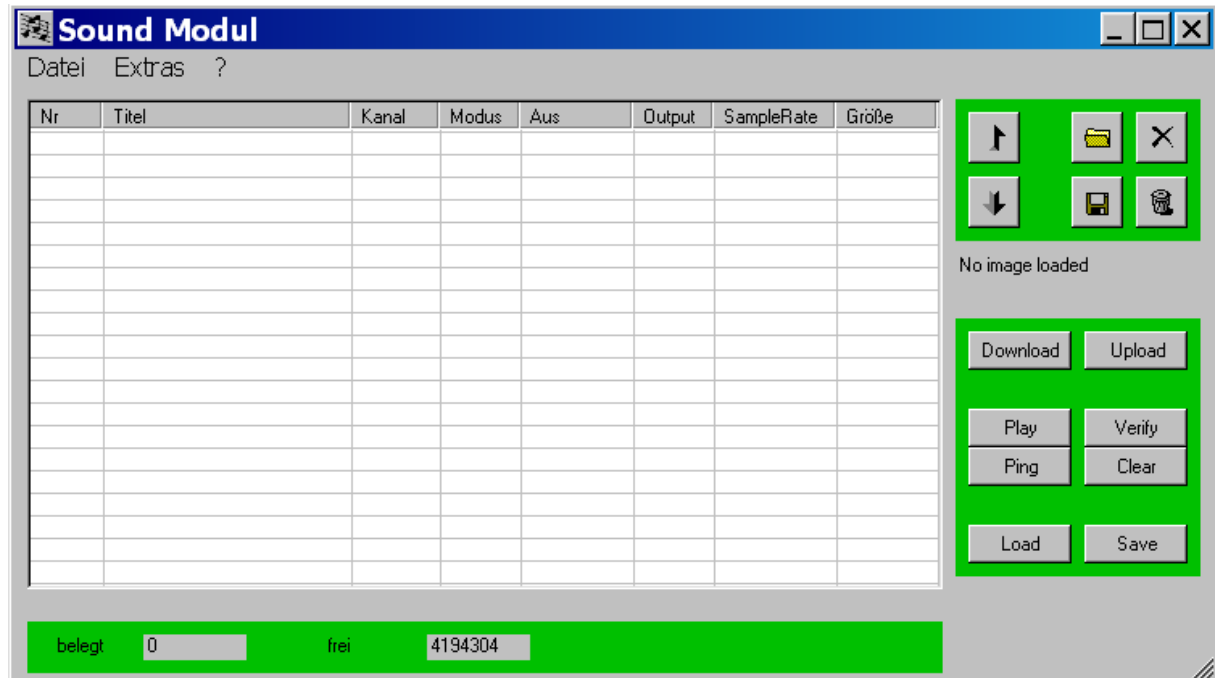 Sound Modul
Datei Extras ?
Nr Titel Kanal Modus Aus Output SampleRate Größe
No image loaded
Download Upload
Play Verify
Ping Clear
Load Save
belegt 0 frei 4194304